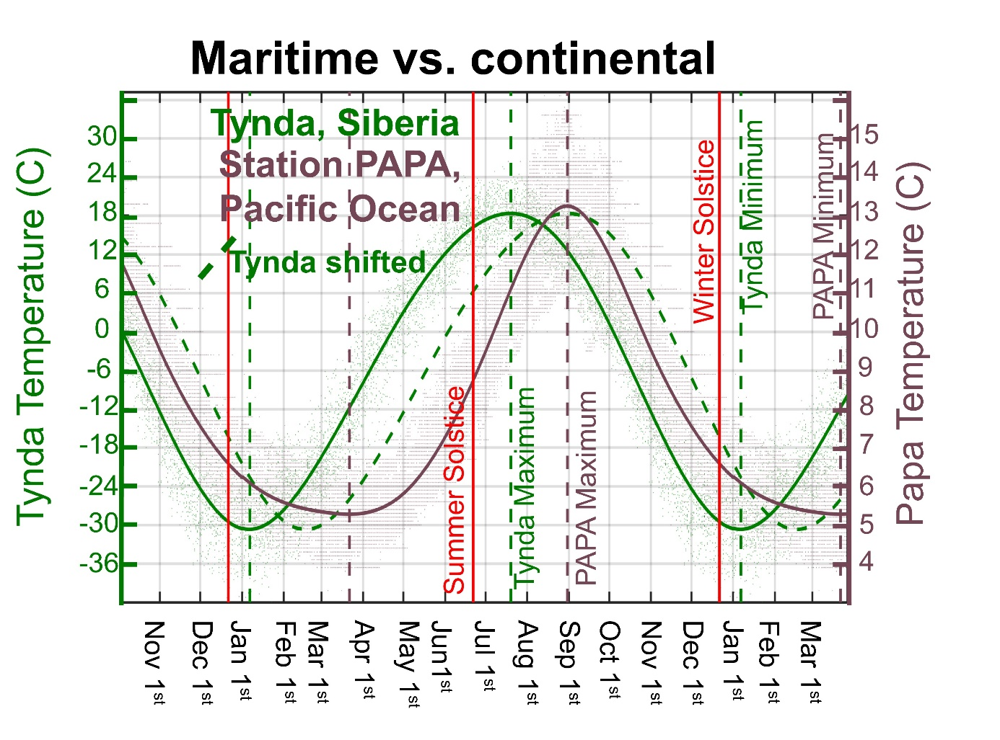 Maritime vs. continental
Tynda, Siberia
Station PAPA,
Pacific Ocean
Tynda shifted
Tynda Temperature (C)
30
24
18
12
6
0
-6
-12
-18
-24
-30
-36
Summer Solstice
Tynda Maximum
PAPA Maximum
Winter Solstice
Tynda Minimum
PAPA Minimum
15
14
13
12
11
10
9
8
7
6
5
4
Papa Temperature (C)
Nov 1st
Dec 1st
Jan 1st
Feb 1st
Mar 1st
Apr 1st
May 1st
Jun1st
Jul 1st
Aug 1st
Sep 1st
Oct 1st
Nov 1st
Dec 1st
Jan 1st
Feb 1st
Mar 1st